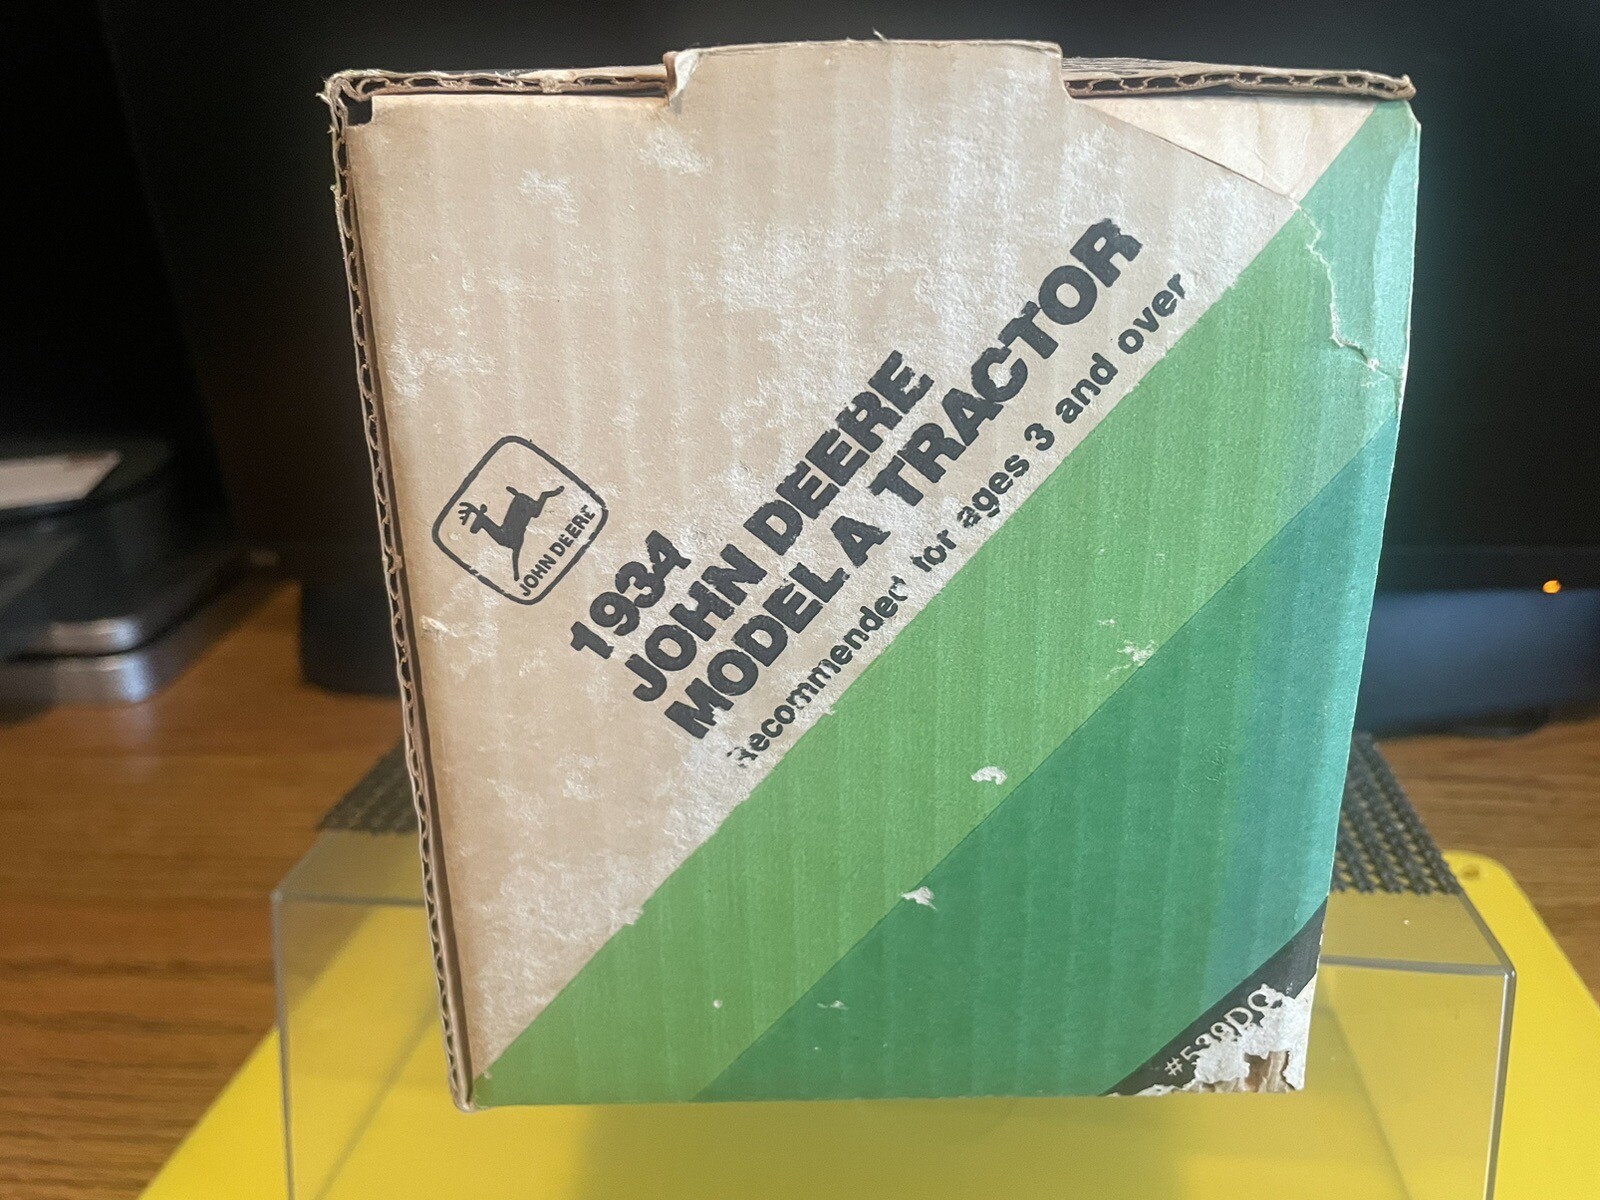 JOHN DEERE
1934
JOHN DEERE
MODEL A TRACTOR
Recommended for ages 3 and over